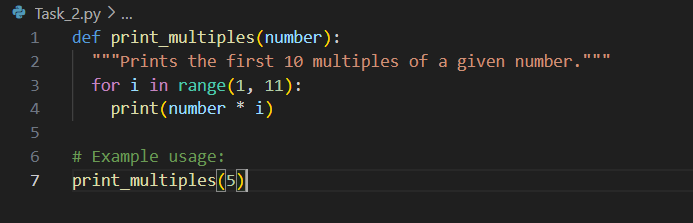 Task_2.py > ...
1 def print_multiples(number):
2   """Prints the first 10 multiples of a given number."""
3   for i in range(1, 11):
4     print(number * i)
5
6 # Example usage:
7 print_multiples(5)